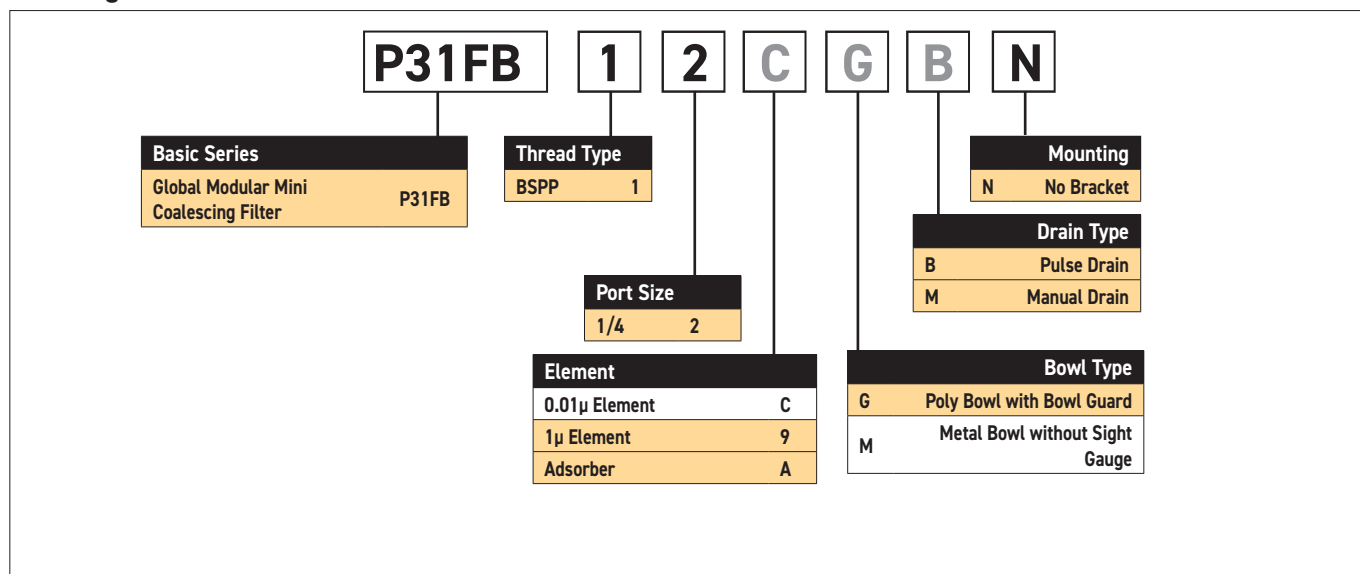 P31FB 1 2 C G B N
Basic Series
Global Modular Mini
Coalescing Filter P31FB
Thread Type
BSPP 1
Mounting
N No Bracket
Drain Type
B Pulse Drain
M Manual Drain
Port Size
1/4 2
Element
0.01µ Element C
1µ Element 9
Adsorber A
Bowl Type
G Poly Bowl with Bowl Guard
M Metal Bowl without Sight
Gauge